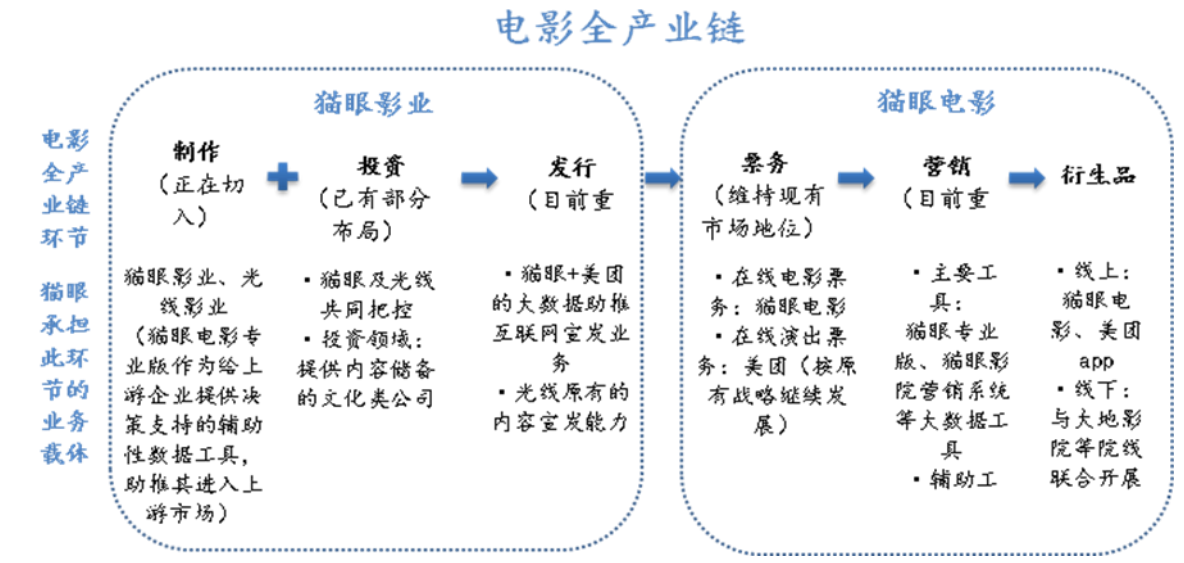 电影全产业链
猫眼影业
猫眼电影
电影
全产
业链
环节
制作
（正在切
入）
投资
（已有部分
布局）
发行
（目前重
票务
（维持现有
市场地位）
营销
（目前重
衍生品
猫眼
承担
此环
节的
业务
载体
猫眼影业、光
线影业
（猫眼电影专
业版作为给上
游企业提供决
策支持的辅助
性数据工具，
助推其进入上
游市场）
▪ 猫眼及光线
共同把控
▪ 投资领域：
提供内容储备
的文化类公司
▪ 猫眼+美团
的大数据助推
互联网宣发业
务
▪ 光线原有的
内容宣发能力
▪ 在线电影票
务：猫眼电影
▪ 在线演出票
务：美团（按原
有战略继续发
展）
▪ 主要工
具：
猫眼专业
版、猫眼影
院营销系统
等大数据工
具
▪ 辅助工
▪ 线上：
猫眼电
影、美团
app
▪ 线下：
与大地影
院等院线
联合开展